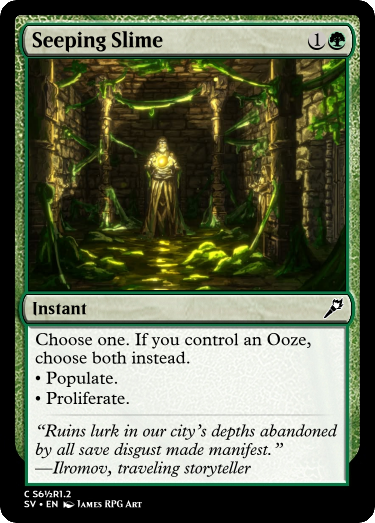 Seeping Slime 1
Instant
Choose one. If you control an Ooze,
choose both instead.
• Populate.
• Proliferate.
“Ruins lurk in our city’s depths abandoned
by all save disgust made manifest.”
—Ilromov, traveling storyteller
C S6½R1.2
SV • EN James RPG Art